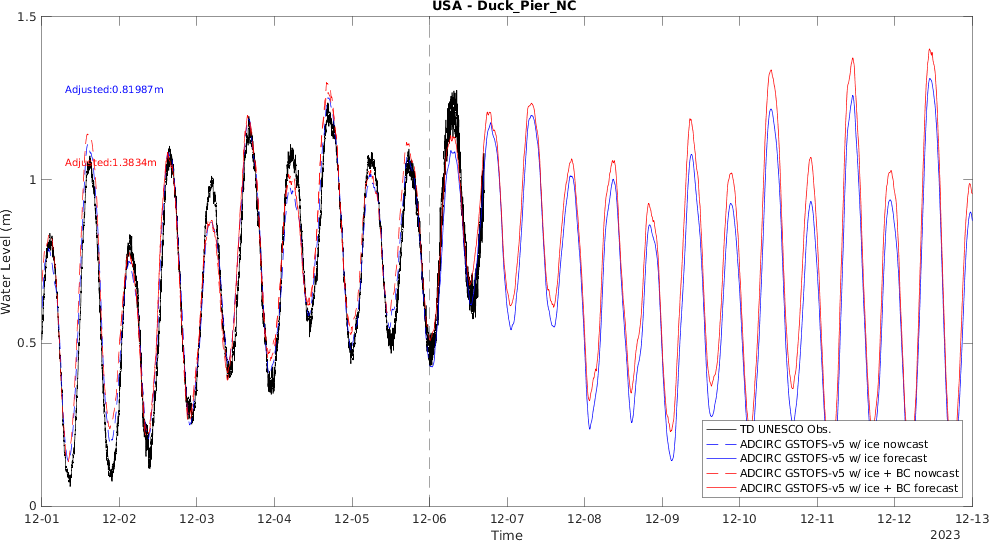 USA - Duck_Pier_NC
1.5
Adjusted:0.81987m
Adjusted:1.3834m
1
0.5
0
Water Level (m)
TD UNESCO Obs.
ADCIRC GSTOFS-v5 w/ ice nowcast
ADCIRC GSTOFS-v5 w/ ice forecast
ADCIRC GSTOFS-v5 w/ ice + BC nowcast
ADCIRC GSTOFS-v5 w/ ice + BC forecast
12-01 12-02 12-03 12-04 12-05 12-06 12-07 12-08 12-09 12-10 12-11 12-12 12-13
Time
2023